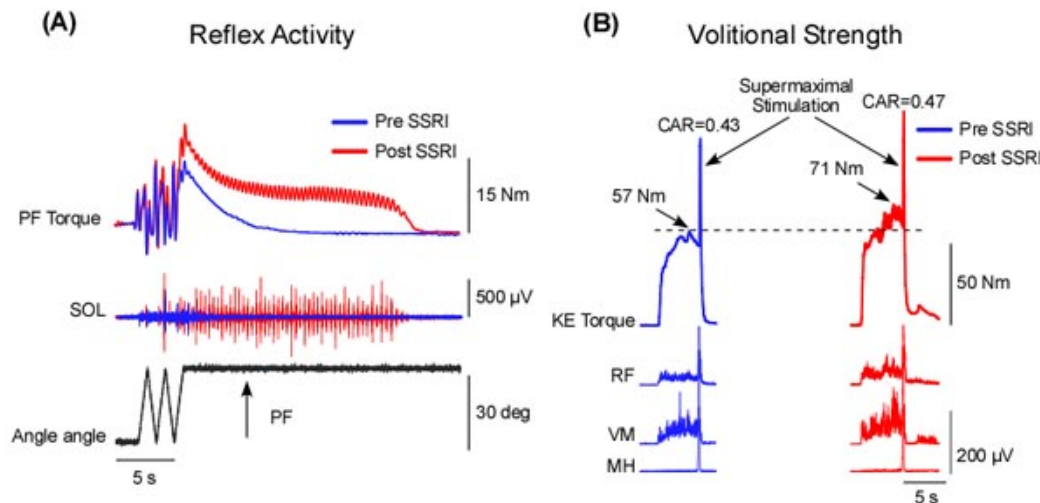 (A)
Reflex Activity
Pre SSRI
Post SSRI
15 Nm
PF Torque
500 µV
SOL
30 deg
PF
Angle angle
5 s
(B)
Volitional Strength
Supermaximal
Stimulation
CAR=0.43
CAR=0.47
Pre SSRI
Post SSRI
57 Nm
71 Nm
50 Nm
KE Torque
RF
VM
200 µV
MH
5 s